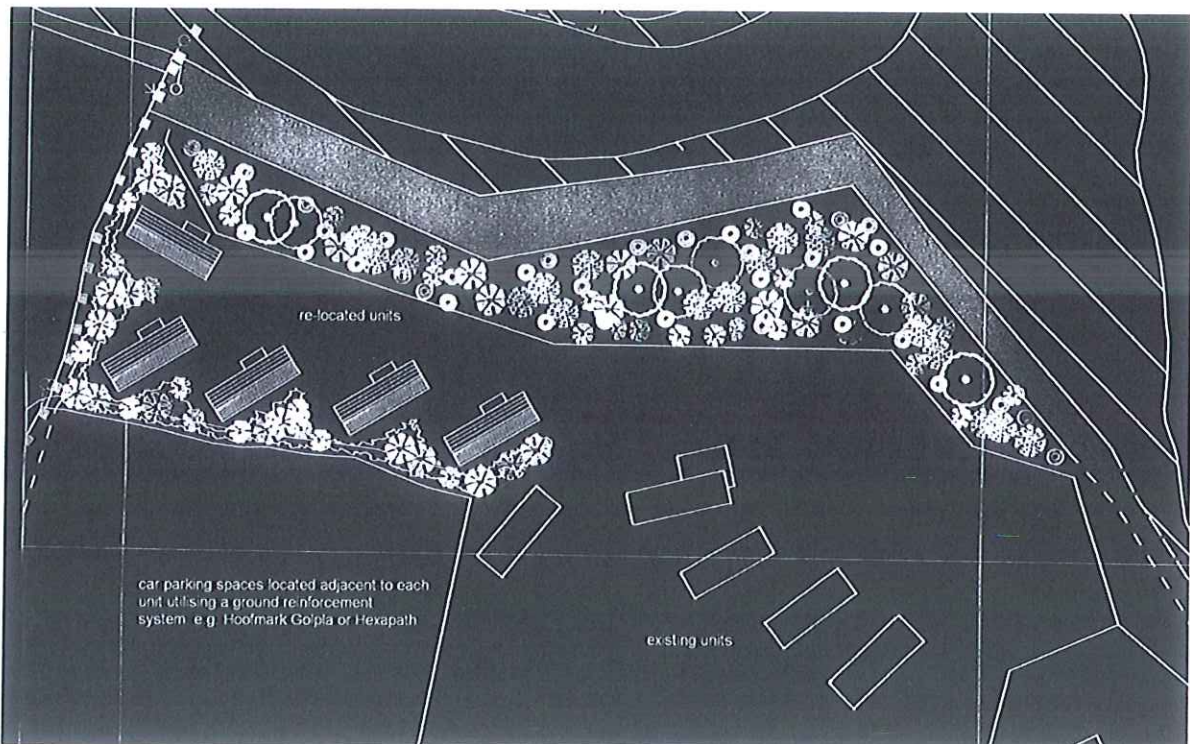 re-located units
car parking spaces located adjacent to each
unit utilising a ground reinforcement
system e.g. Hoofmark Golpla or Hexapath
existing units